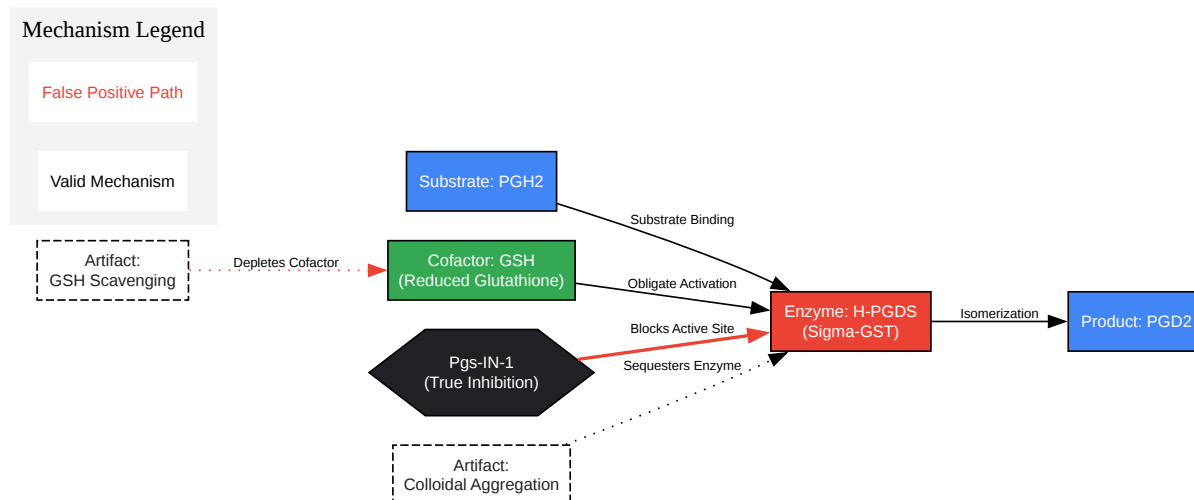 Mechanism Legend
False Positive Path
Valid Mechanism
Substrate: PGH2
Substrate Binding
Artifact:
GSH Scavenging
Depletes Cofactor
Cofactor: GSH
(Reduced Glutathione)
Obligate Activation
Enzyme: H-PGDS
(Sigma-GST)
Isomerization
Product: PGD2
Blocks Active Site
Pgs-IN-1
(True Inhibition)
Sequesters Enzyme
Artifact:
Colloidal Aggregation